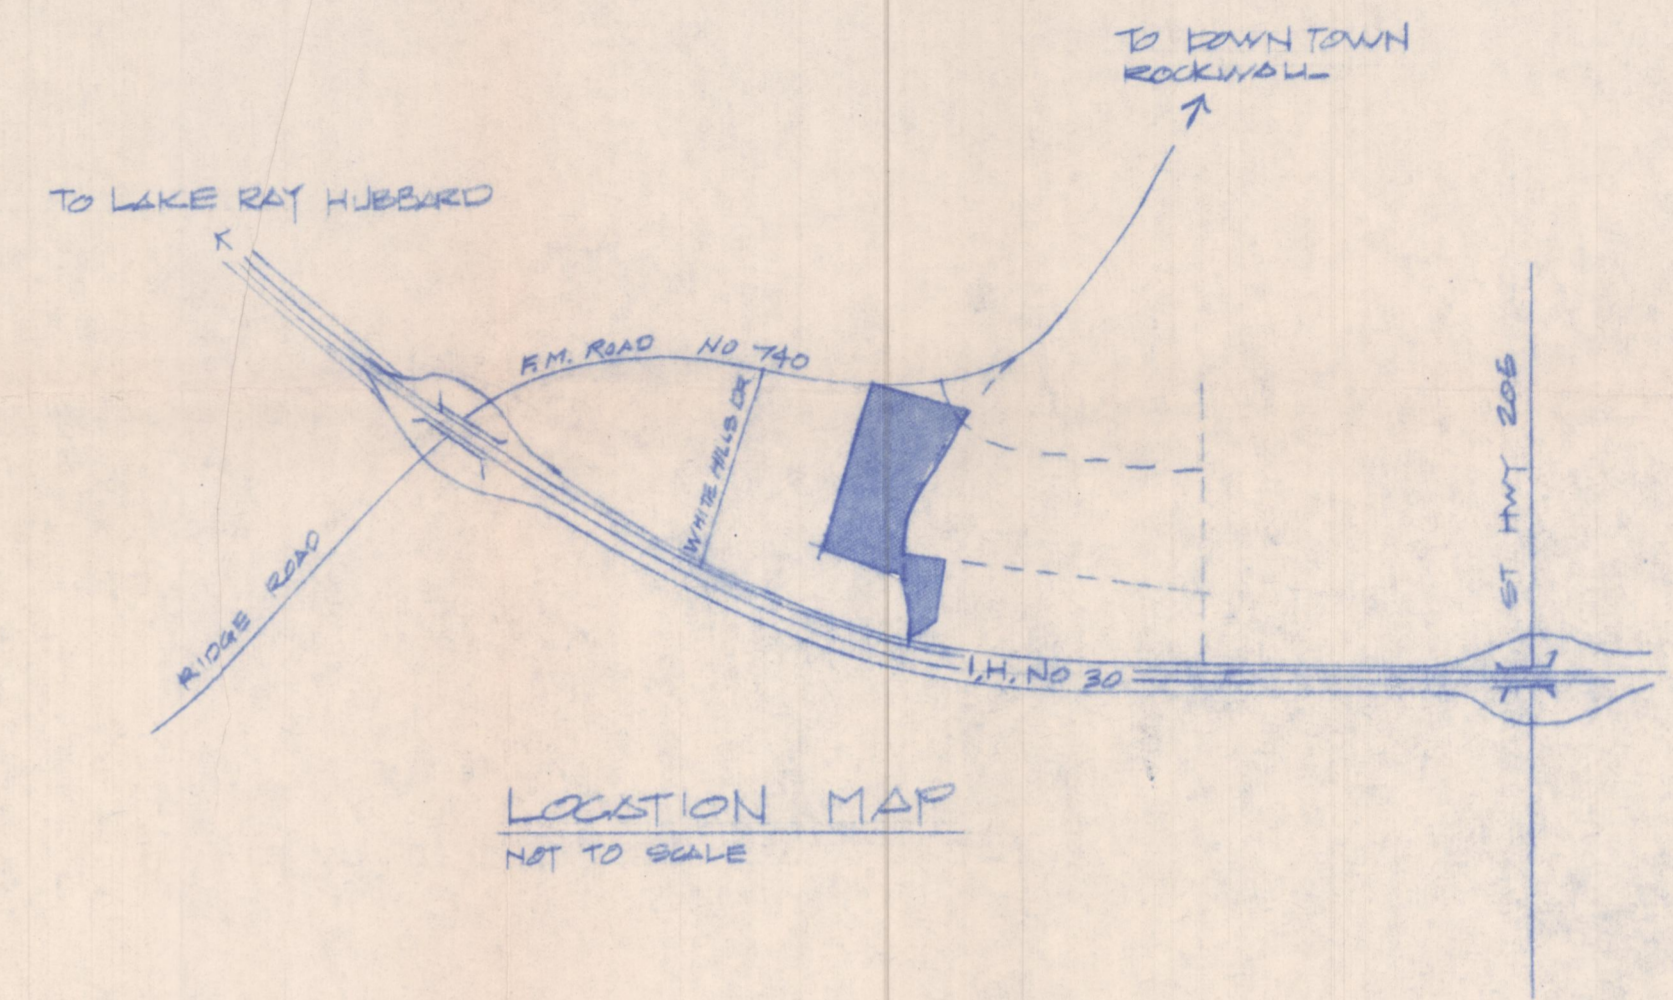 TO DOWN TOWN
ROCKWALL
TO LAKE RAY HUBBARD
F.M. ROAD NO 740
WHITE HILLS DR
ST HWY 205
RIDGE ROAD
I.H. NO 30
LOCATION MAP
NOT TO SCALE